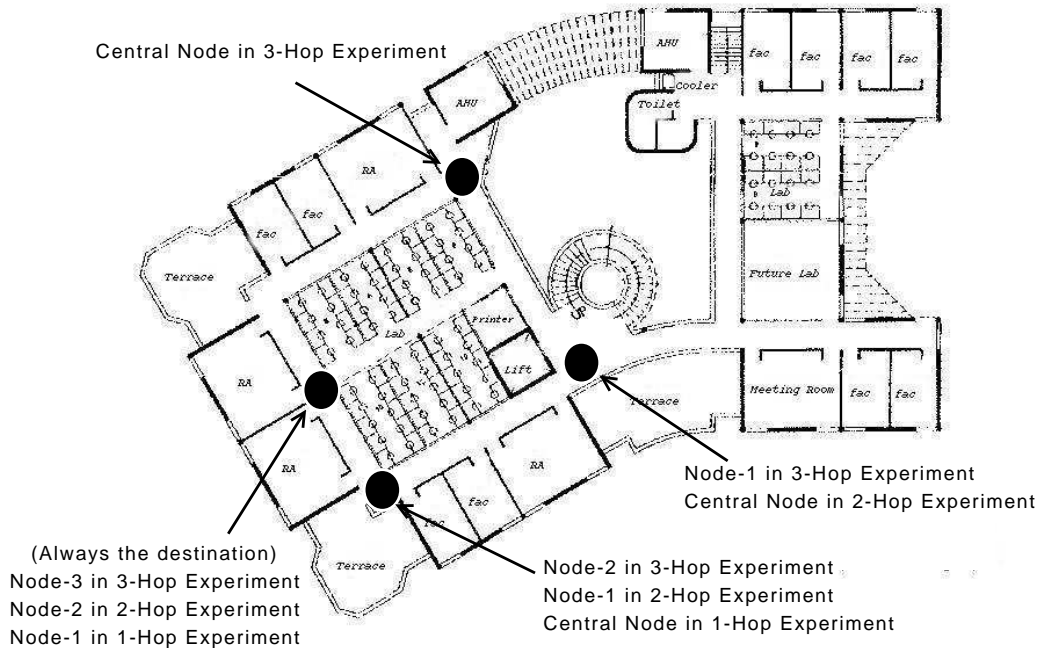 Central Node in 3-Hop Experiment
AHU
fac
fac
fac
fac
Cooler
Toilet
AHU
RA
fac
fac
Lab
Terrace
Future Lab
Printer
Lab
UP
Lift
RA
Meeting Room
fac
fac
Terrace
RA
RA
fac
fac
Terrace
Node-1 in 3-Hop Experiment
Central Node in 2-Hop Experiment
(Always the destination)
Node-3 in 3-Hop Experiment
Node-2 in 2-Hop Experiment
Node-1 in 1-Hop Experiment
Node-2 in 3-Hop Experiment
Node-1 in 2-Hop Experiment
Central Node in 1-Hop Experiment